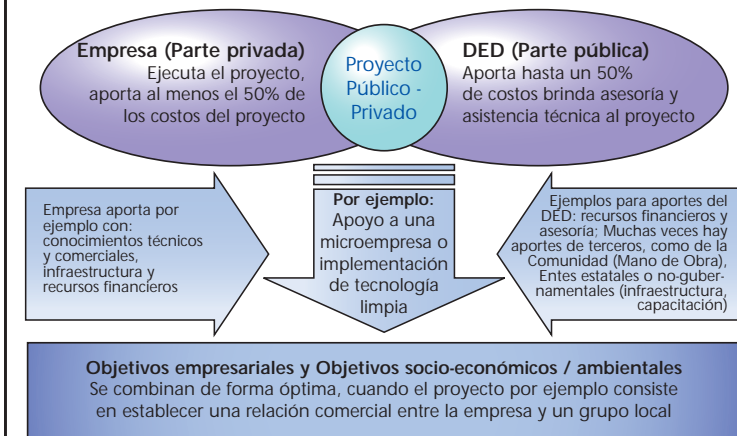 Empresa (Parte privada)
Ejecuta el proyecto,
aporta al menos el 50% de
los costos del proyecto
Proyecto
Público -
Privado
DED (Parte pública)
Aporta hasta un 50%
de costos brinda asesoría y
asistencia técnica al proyecto
Empresa aporta por
ejemplo con:
conocimientos técnicos
y comerciales,
infraestructura y
recursos financieros
Por ejemplo:
Apoyo a una
microempresa o
implementación
de tecnología
limpia
Ejemplos para aportes del
DED: recursos financieros y
asesoría; Muchas veces hay
aportes de terceros, como de la
Comunidad (Mano de Obra),
Entes estatales o no-guber-
namentales (infraestructura,
capacitación)
Objetivos empresariales y Objetivos socio-económicos / ambientales
Se combinan de forma óptima, cuando el proyecto por ejemplo consiste
en establecer una relación comercial entre la empresa y un grupo local